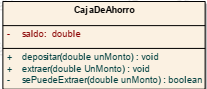 CajaDeAhorro
- saldo: double
+ depositar(double unMonto) : void
+ extraer(double UnMonto) : void
- sePuedeExtraer(double unMonto) : boolean